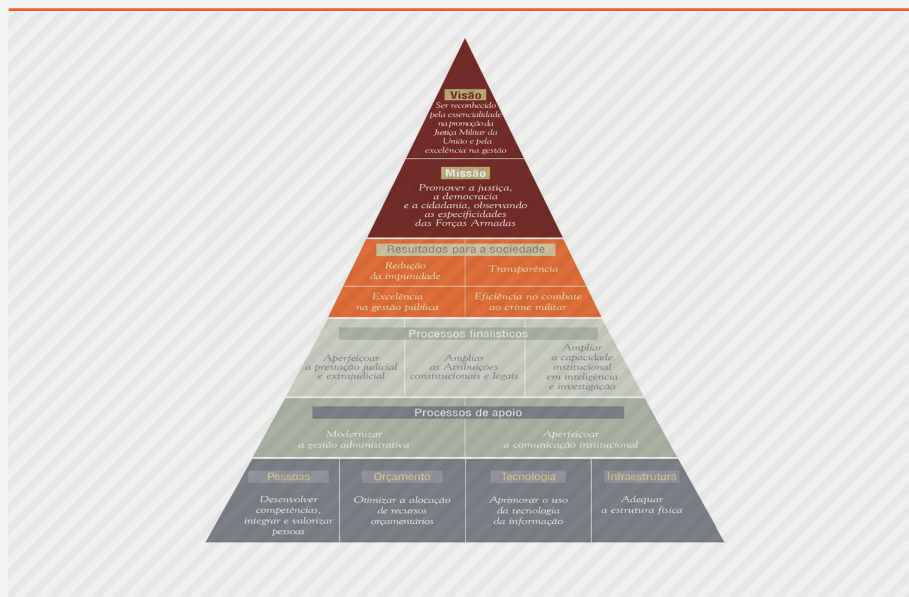 Visão
Ser reconhecido
pela essencialidade
na promoção da
Justiça Militar da
União e pela
excelência na gestão
Missão
Promover a justiça,
a democracia
e a cidadania, observando
as especificidades
das Forças Armadas
Resultados para a sociedade
Redução
da impunidade
Transparência
Excelência
na gestão pública
Eficiência no combate
ao crime militar
Processos finalísticos
Aperfeiçoar
a prestação judicial
e extrajudicial
Ampliar
as Atribuições
constitucionais e legais
Ampliar
a capacidade
institucional
em inteligência
e investigação
Processos de apoio
Modernizar
a gestão administrativa
Aperfeiçoar
a comunicação institucional
Pessoas
Desenvolver
competências,
integrar e valorizar
pessoas
Orçamento
Otimizar a alocação
de recursos
orçamentários
Tecnologia
Aprimorar o uso
da tecnologia
da informação
Infraestrutura
Adequar
a estrutura física